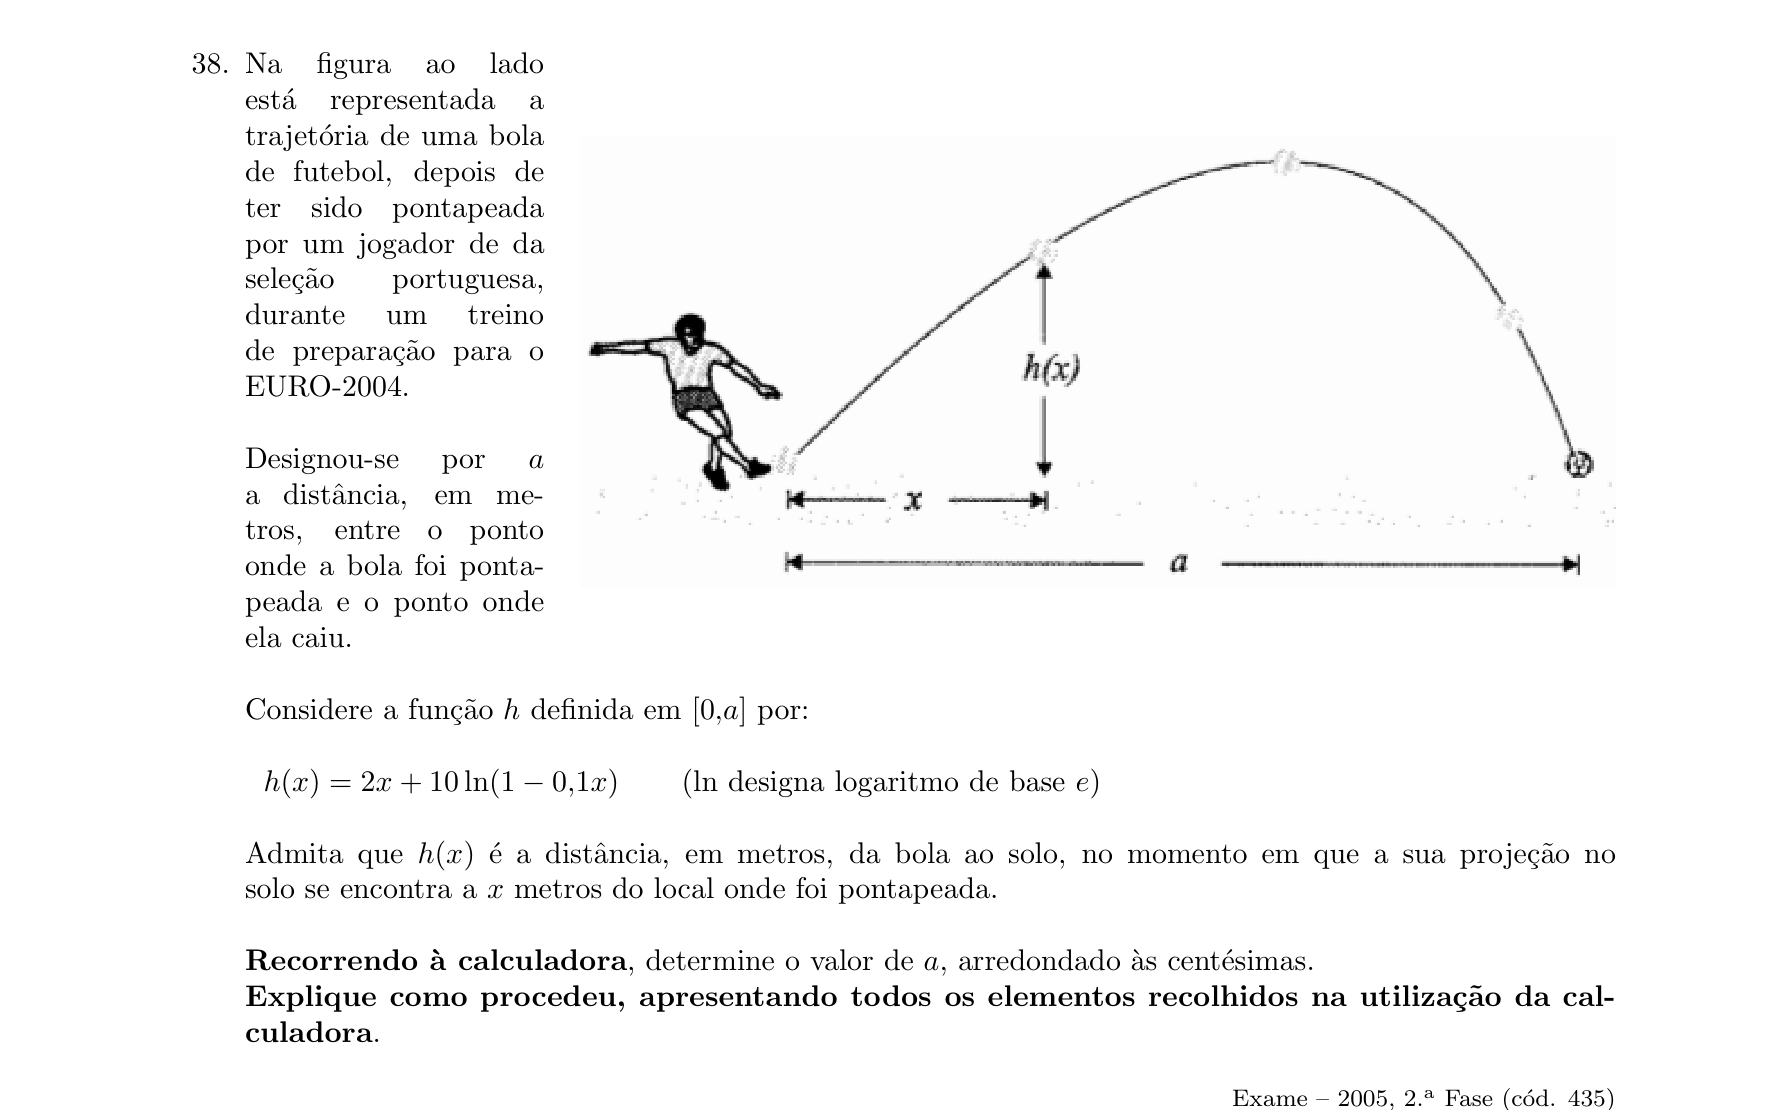 38. Na figura ao lado
está representada a
trajetória de uma bola
de futebol, depois de
ter sido pontapeada
por um jogador de da
seleção portuguesa,
durante um treino
de preparação para o
EURO-2004.
Designou-se por a
a distância, em me-
tros, entre o ponto
onde a bola foi ponta-
peada e o ponto onde
ela caiu.
h(x)
x
a
Considere a função h definida em [0,a] por:
h(x) = 2x + 10 ln(1 − 0,1x) (ln designa logaritmo de base e)
Admita que h(x) é a distância, em metros, da bola ao solo, no momento em que a sua projeção no
solo se encontra a x metros do local onde foi pontapeada.
Recorrendo à calculadora, determine o valor de a, arredondado às centésimas.
Explique como procedeu, apresentando todos os elementos recolhidos na utilização da cal-
culadora.
Exame – 2005, 2.ª Fase (cód. 435)